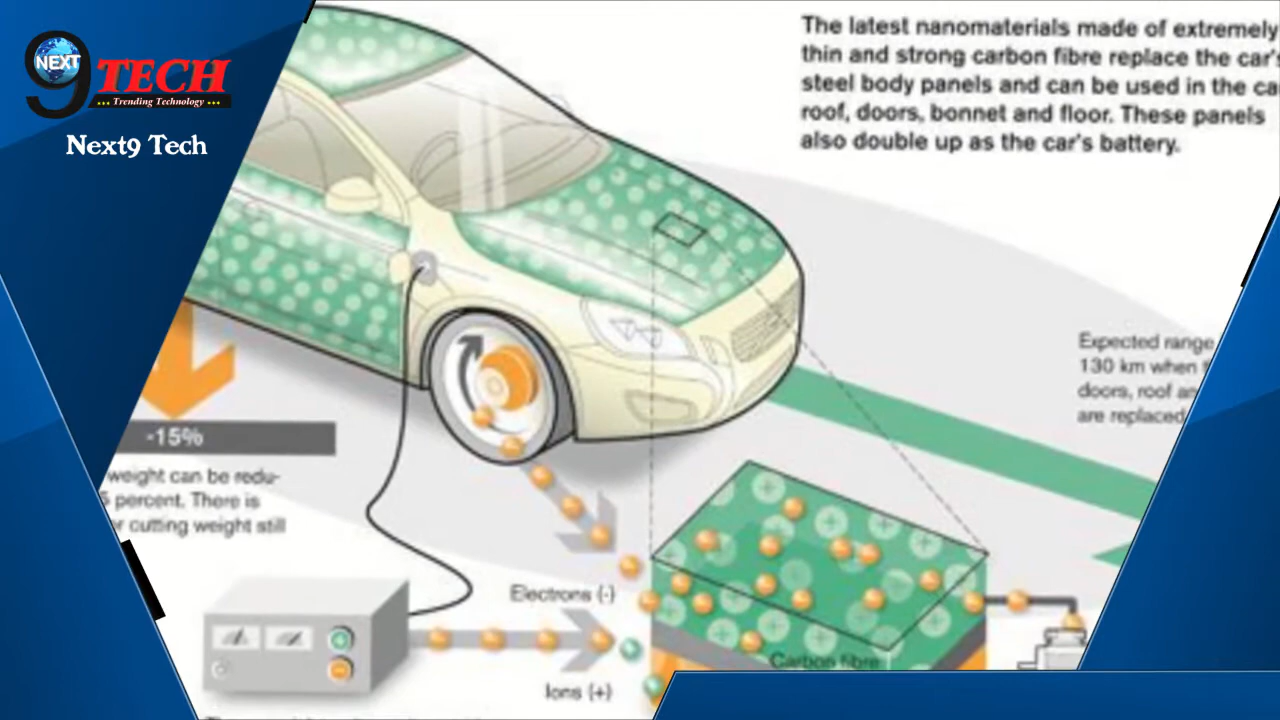 NEXT
9
TECH
... Trending Technology ...
Next9 Tech
The latest nanomaterials made of extremely
thin and strong carbon fibre replace the car's
steel body panels and can be used in the ca
roof, doors, bonnet and floor. These panels
also double up as the car's battery.
Expected range
130 km when
doors, roof an
are replaced
-15%
weight can be redu-
5 percent. There is
cutting weight still
Electrons (-)
Ions (+)
Carbon fibre